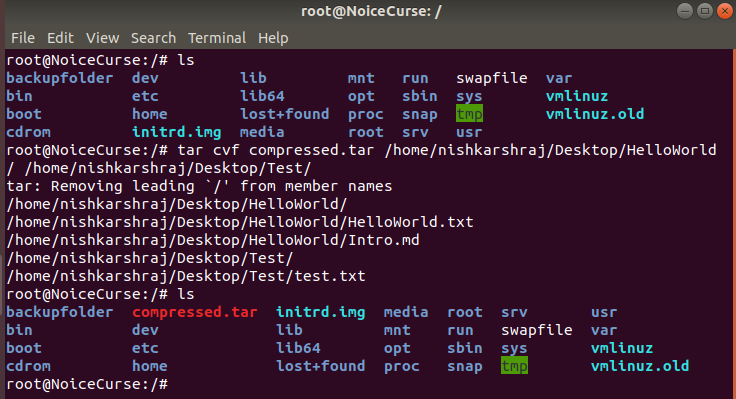 root@NoiceCurse: /
File Edit View Search Terminal Help
root@NoiceCurse:/# ls
backupfolder dev lib mnt run swapfile var
bin etc lib64 opt sbin sys vmlinuz
boot home lost+found proc snap tmp vmlinuz.old
cdrom initrd.img media root srv usr
root@NoiceCurse:/# tar cvf compressed.tar /home/nishkarshraj/Desktop/HelloWorld
/ /home/nishkarshraj/Desktop/Test/
tar: Removing leading `/' from member names
/home/nishkarshraj/Desktop/HelloWorld/
/home/nishkarshraj/Desktop/HelloWorld/HelloWorld.txt
/home/nishkarshraj/Desktop/HelloWorld/Intro.md
/home/nishkarshraj/Desktop/Test/
/home/nishkarshraj/Desktop/Test/test.txt
root@NoiceCurse:/# ls
backupfolder compressed.tar initrd.img media root srv usr
bin dev lib mnt run swapfile var
boot etc lib64 opt sbin sys vmlinuz
cdrom home lost+found proc snap tmp vmlinuz.old
root@NoiceCurse:/#